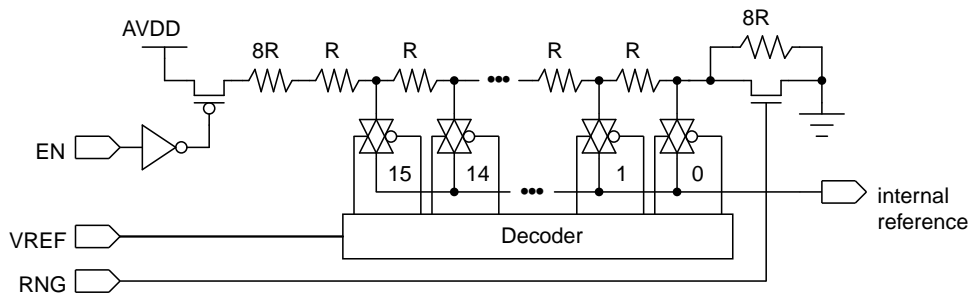 8R
AVDD
8R
R
R
R
R
EN
15
14
1
0
internal
reference
VREF
Decoder
RNG